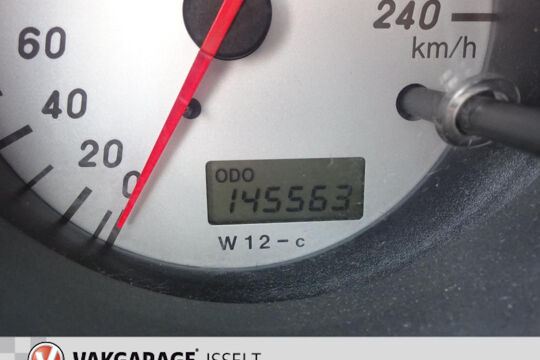 240
km/h
60
40
20
0
ODO
145563
W12-c
VAKGARAGE ISSELT